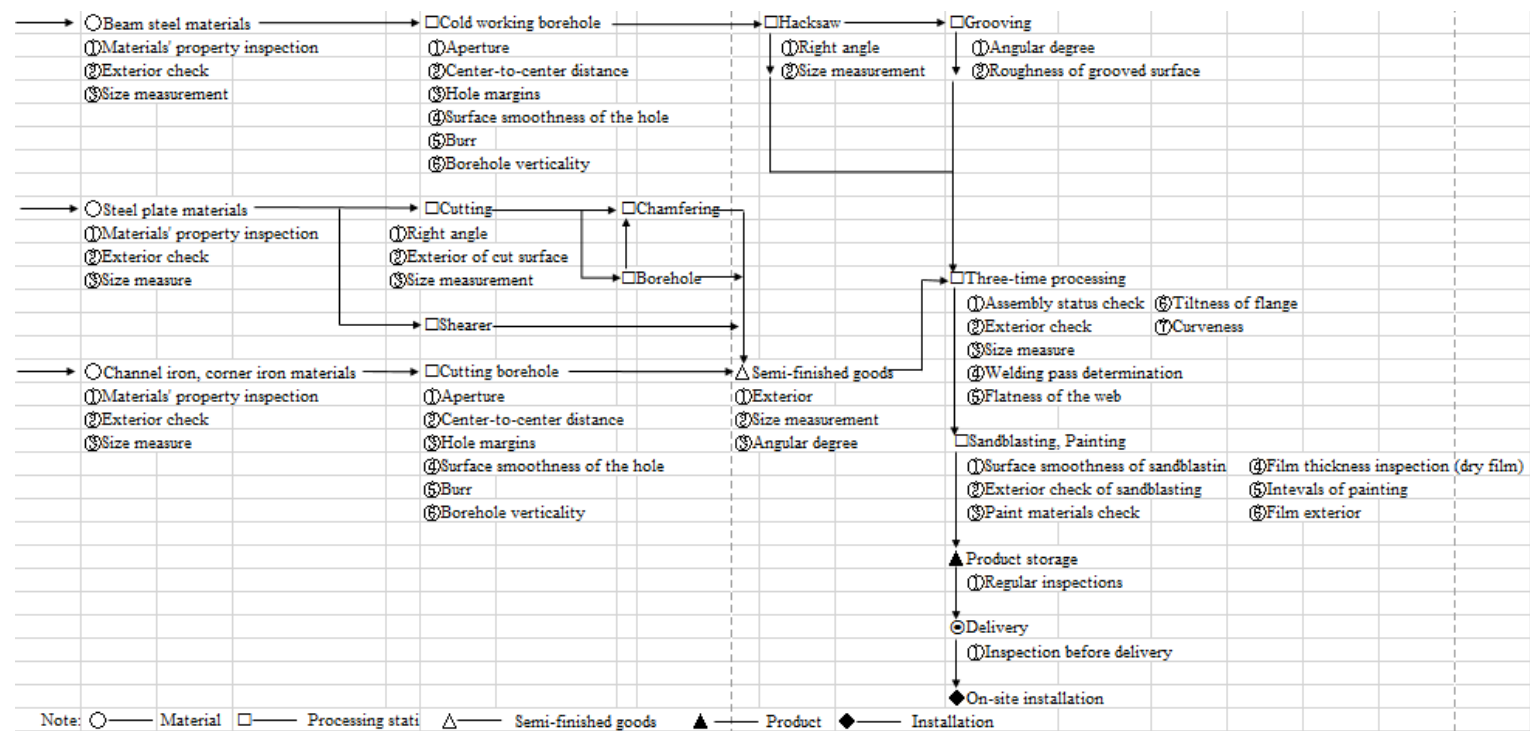 ○Beam steel materials □Cold working borehole □Hacksaw □Grooving
①Materials' property inspection ①Aperture ①Right angle ①Angular degree
②Exterior check ②Center-to-center distance ②Size measurement ②Roughness of grooved surface
③Size measurement ③Hole margins
④Surface smoothness of the hole
⑤Burr
⑥Borehole verticality
○Steel plate materials □Cutting □Chamfering
①Materials' property inspection ①Right angle
②Exterior check ②Exterior of cut surface
③Size measure ③Size measurement □Borehole □Three-time processing
①Assembly status check ⑥Tiltness of flange
□Shearer ②Exterior check ⑦Curveness
③Size measure
○Channel iron, corner iron materials □Cutting borehole △Semi-finished goods ④Welding pass determination
①Materials' property inspection ①Aperture ①Exterior ⑤Flatness of the web
②Exterior check ②Center-to-center distance ②Size measurement
③Size measure ③Hole margins ③Angular degree □Sandblasting, Painting
④Surface smoothness of the hole ①Surface smoothness of sandblastin ④Film thickness inspection (dry film)
⑤Burr ②Exterior check of sandblasting ⑤Intevals of painting
⑥Borehole verticality ③Paint materials check ⑥Film exterior
▲Product storage
①Regular inspections
◉Delivery
①Inspection before delivery
◆On-site installation
Note: ○ Material □ Processing stati △ Semi-finished goods ▲ Product ◆ Installation